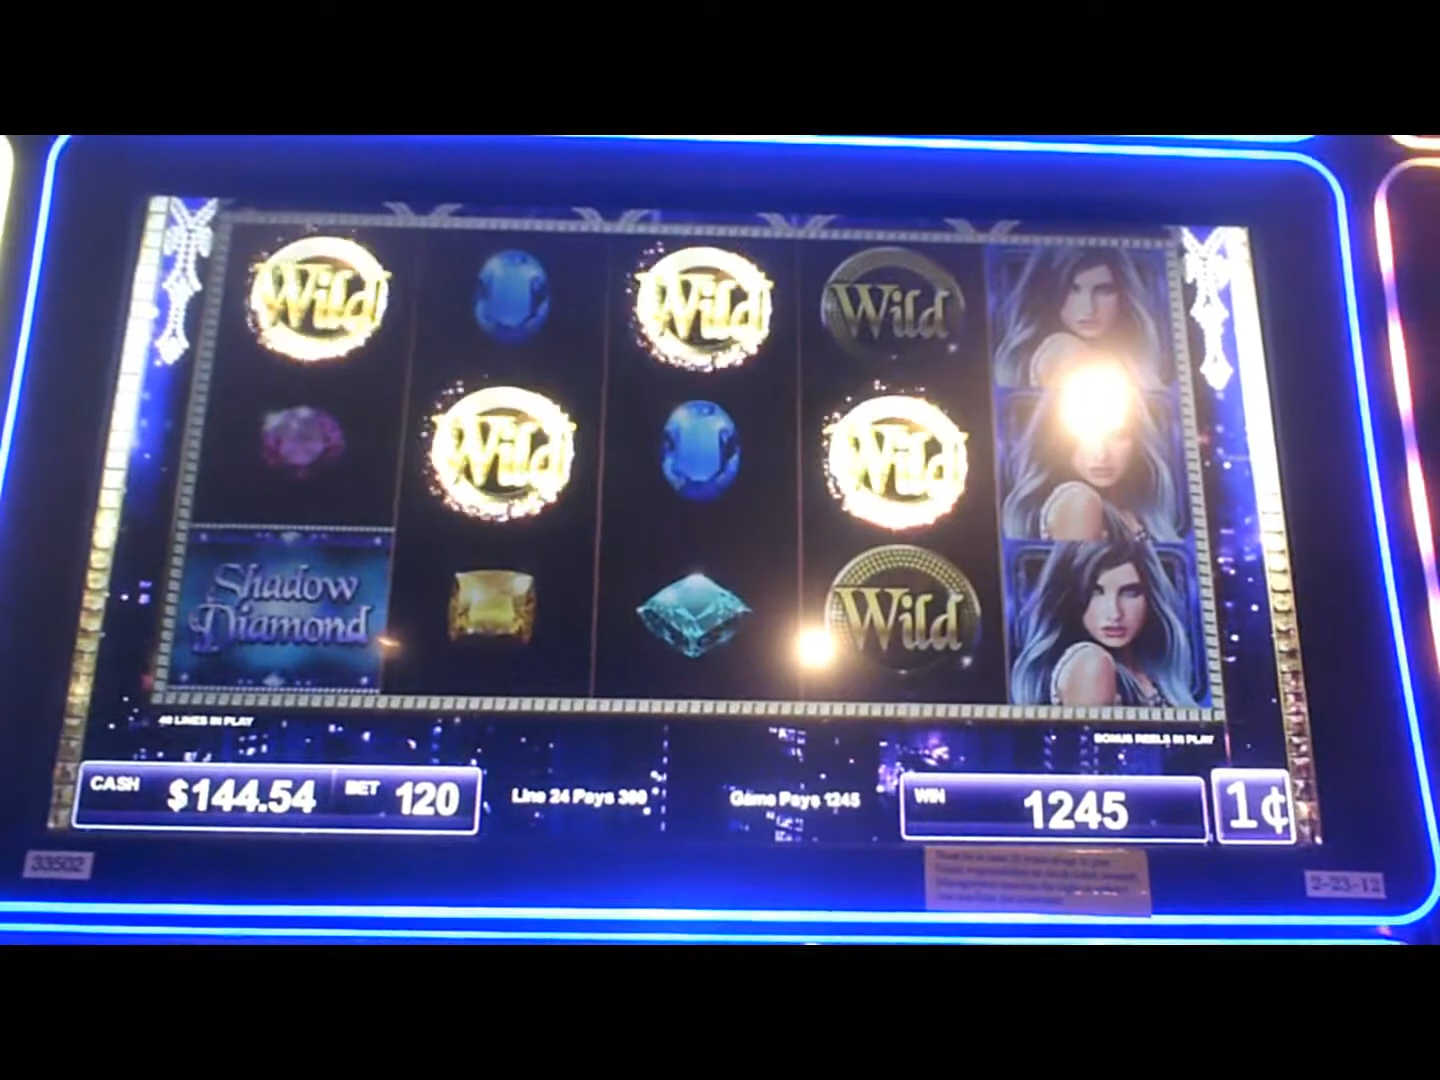 Wild
Wild
Wild
Wild
Wild
Wild
Shadow
Diamond
40 LINES IN PLAY
BONUS REELS IN PLAY
CASH $144.54 BET 120
Line 24 Pays 300
Game Pays 1245
WIN 1245
1¢
33502
2-23-12